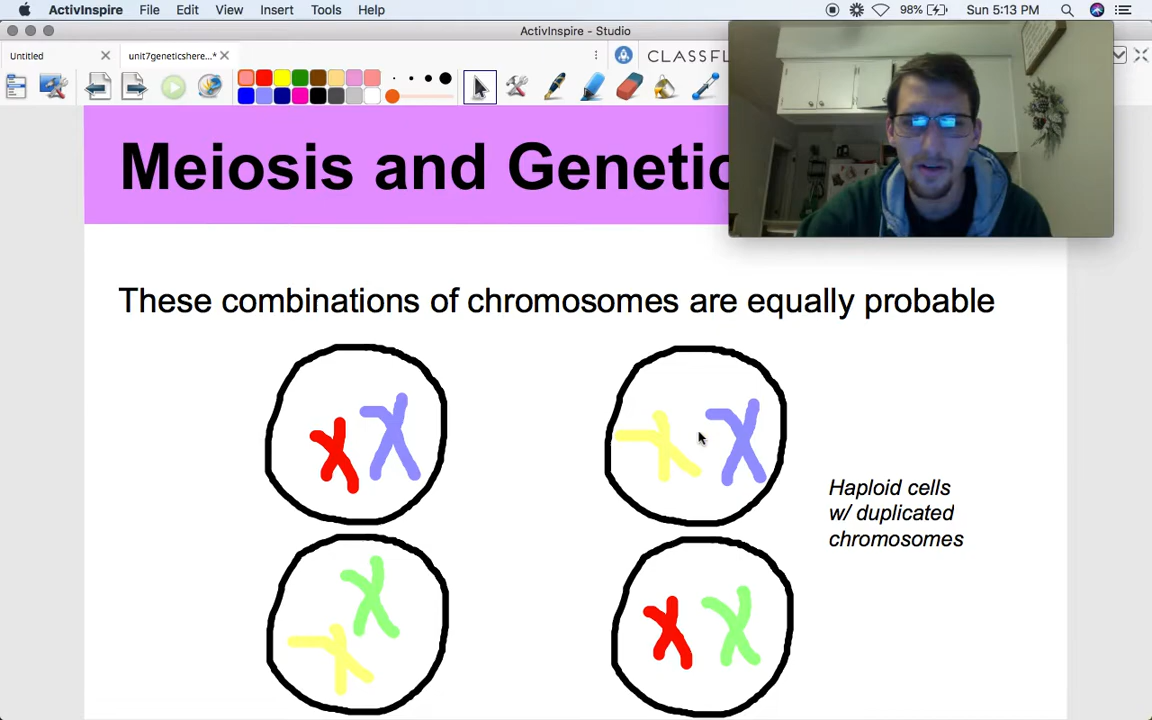 ActivInspire File Edit View Insert Tools Help 98% Sun 5:13 PM
ActivInspire - Studio
Untitled unit7geneticshere...* CLASSFL
Meiosis and Genetic
These combinations of chromosomes are equally probable
Haploid cells
w/ duplicated
chromosomes